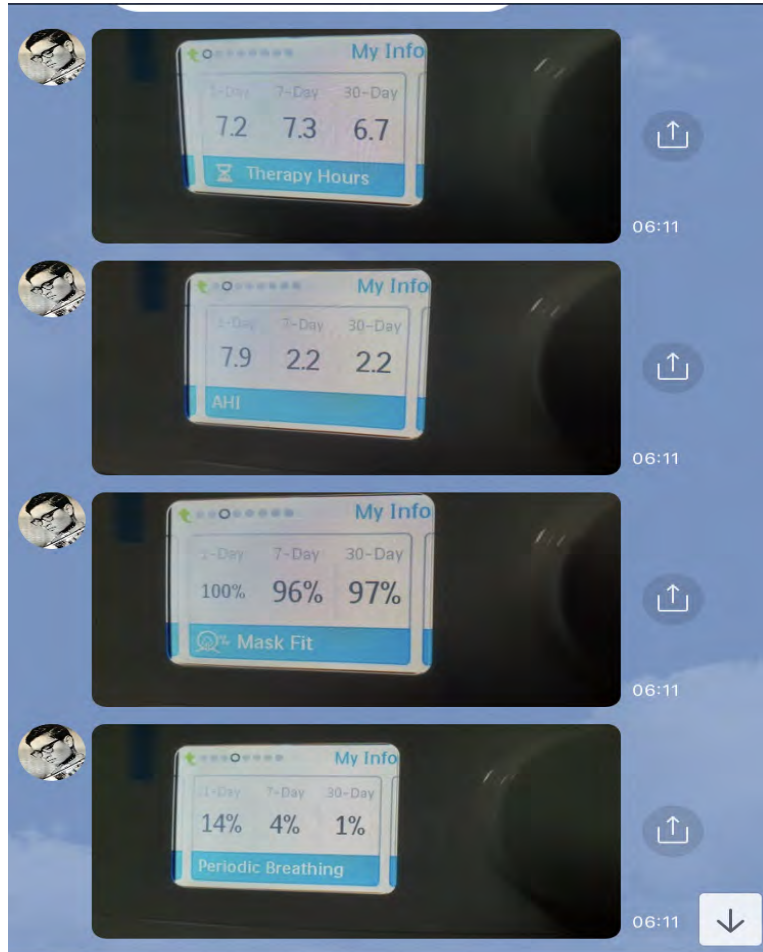 My Info
1-Day 7-Day 30-Day
7.2 7.3 6.7
Therapy Hours
06:11
My Info
1-Day 7-Day 30-Day
7.9 2.2 2.2
AHI
06:11
My Info
1-Day 7-Day 30-Day
100% 96% 97%
% Mask Fit
06:11
My Info
1-Day 7-Day 30-Day
14% 4% 1%
Periodic Breathing
06:11